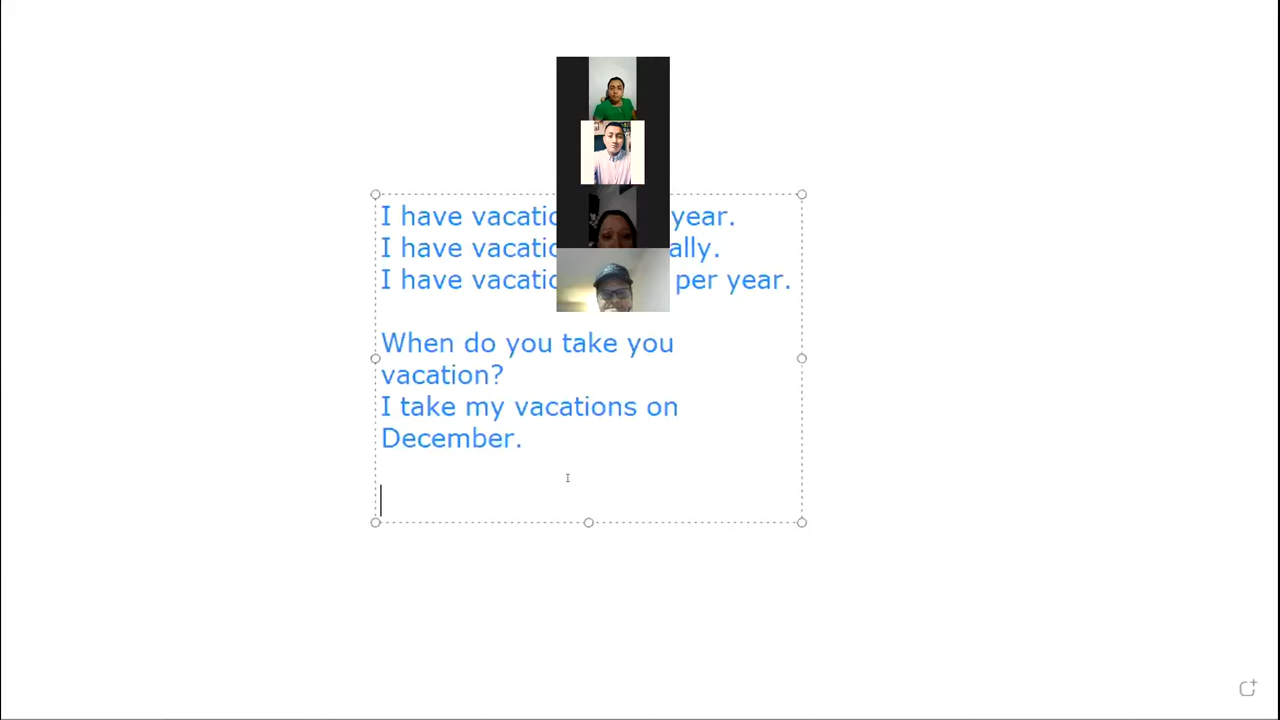 I have vacatio year.
I have vacatio ally.
I have vacatio per year.
When do you take you
vacation?
I take my vacations on
December.